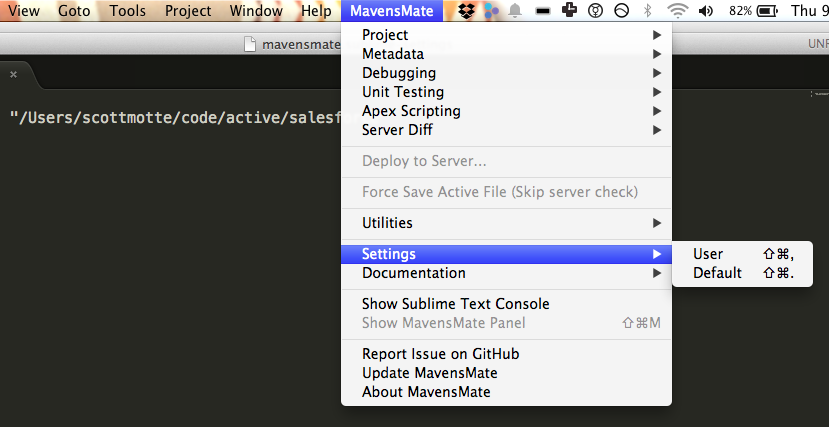 View Goto Tools Project Window Help MavensMate 82% Thu 9
mavensmate
"/Users/scottmotte/code/active/salesf
Project
Metadata
Debugging
Unit Testing
Apex Scripting
Server Diff
Deploy to Server...
Force Save Active File (Skip server check)
Utilities
Settings
Documentation
User ⇧⌘,
Default ⇧⌘.
Show Sublime Text Console
Show MavensMate Panel ⇧⌘M
Report Issue on GitHub
Update MavensMate
About MavensMate